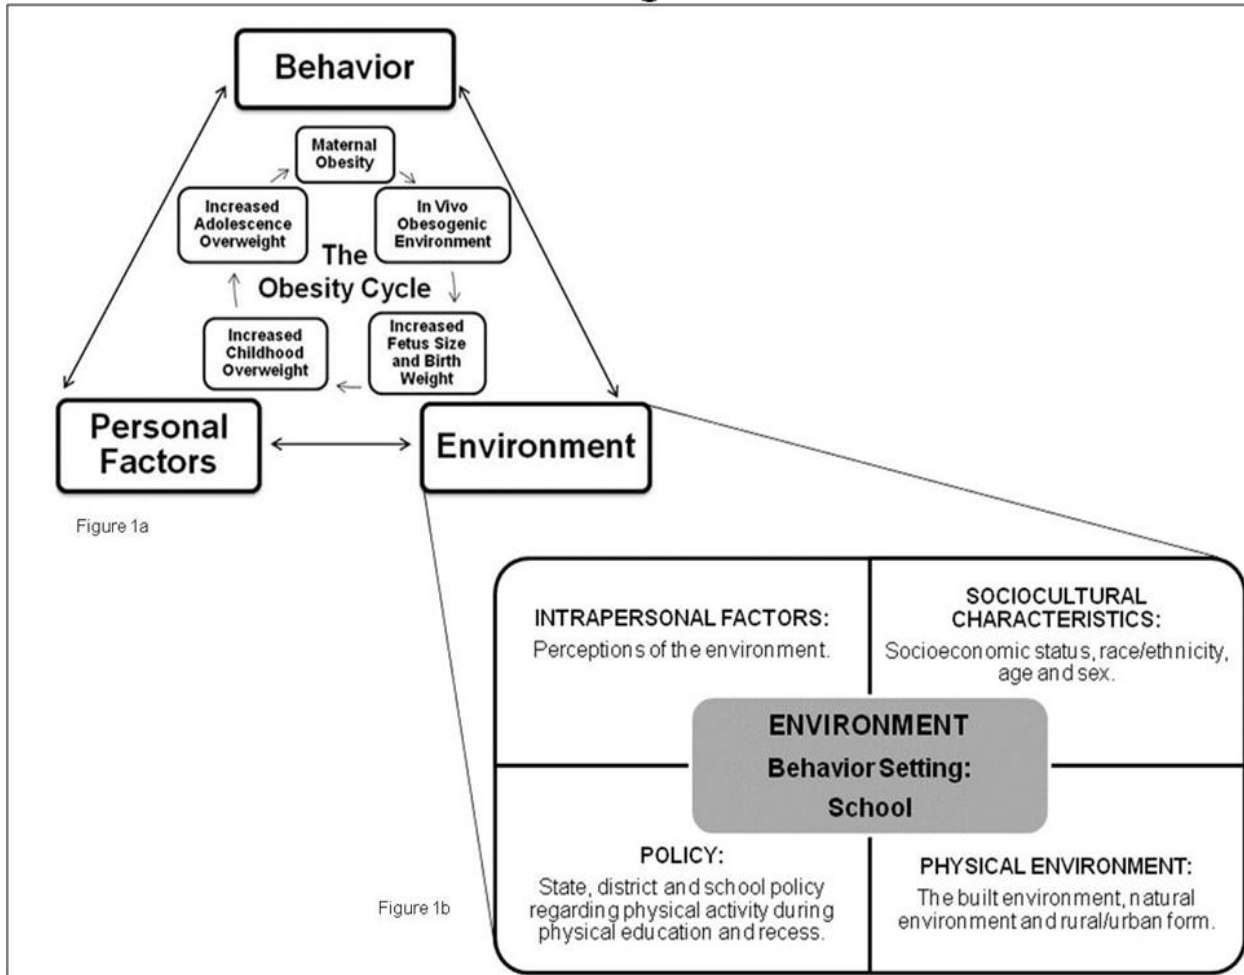 Behavior
Maternal
Obesity
In Vivo
Obesogenic
Environment
Increased
Fetus Size
and Birth
Weight
Increased
Childhood
Overweight
Increased
Adolescence
Overweight
The
Obesity Cycle
Personal
Factors
Environment
Figure 1a
INTRAPERSONAL FACTORS:
Perceptions of the environment.
SOCIOCULTURAL
CHARACTERISTICS:
Socioeconomic status, race/ethnicity,
age and sex.
ENVIRONMENT
Behavior Setting:
School
POLICY:
State, district and school policy
regarding physical activity during
physical education and recess.
PHYSICAL ENVIRONMENT:
The built environment, natural
environment and rural/urban form.
Figure 1b